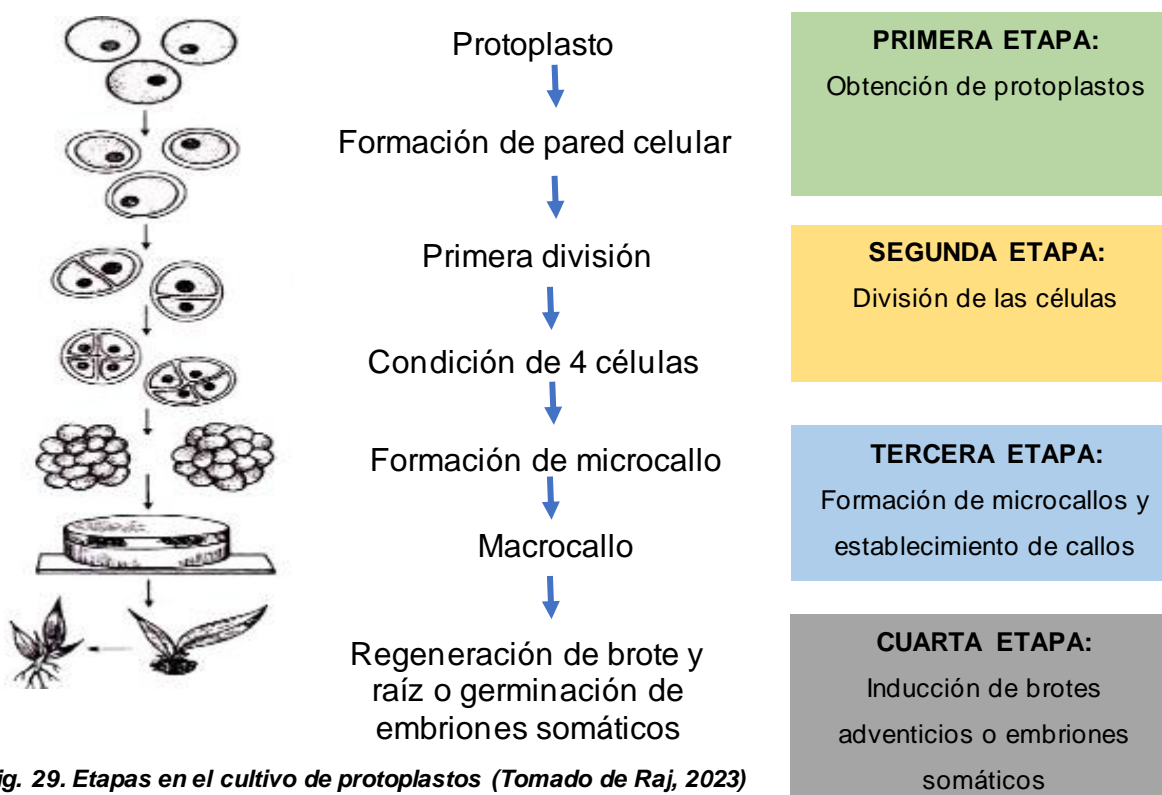 Protoplasto
Formación de pared celular
Primera división
Condición de 4 células
Formación de microcallo
Macrocallo
Regeneración de brote y
raíz o germinación de
embriones somáticos
PRIMERA ETAPA:
Obtención de protoplastos
SEGUNDA ETAPA:
División de las células
TERCERA ETAPA:
Formación de microcallos y
establecimiento de callos
CUARTA ETAPA:
Inducción de brotes
adventicios o embriones
somáticos
ig. 29. Etapas en el cultivo de protoplastos (Tomado de Raj, 2023)